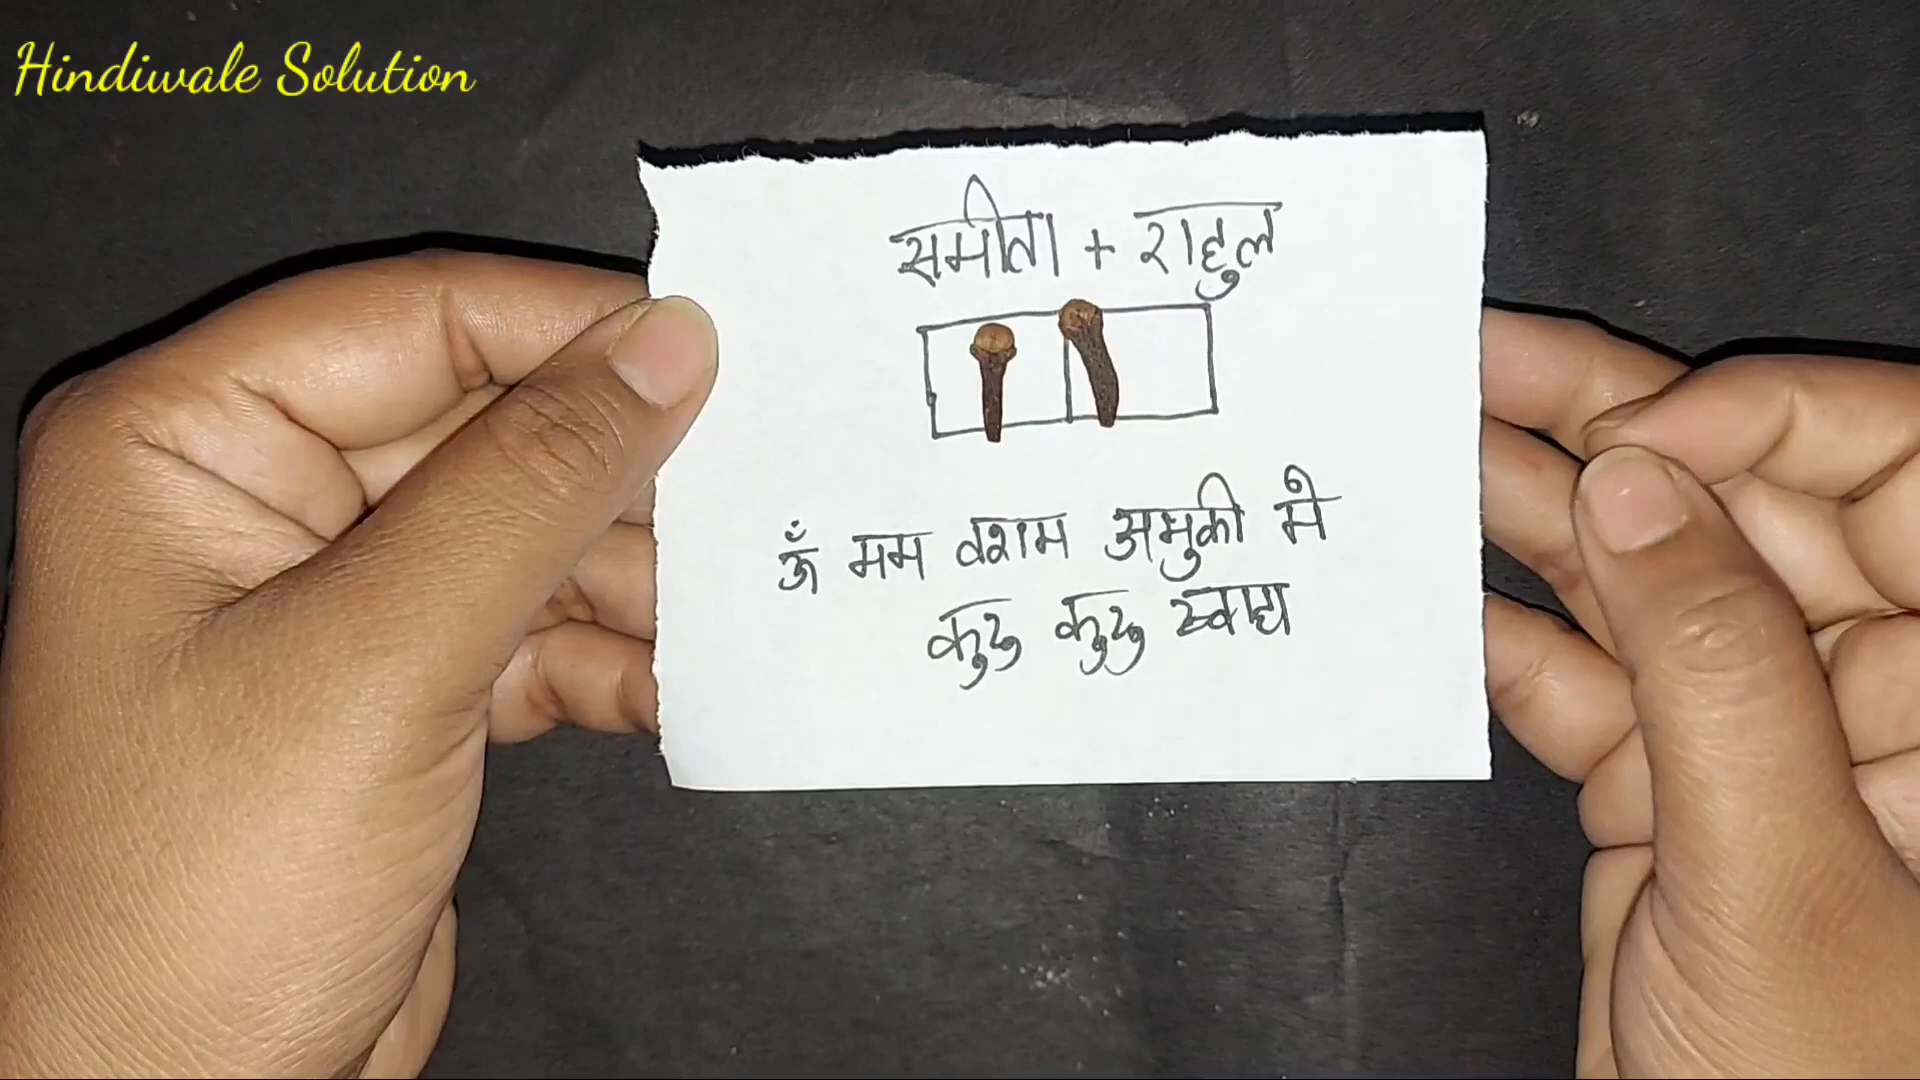 Hindiwale Solution
समीता + राहुल
ॐ मम वशम अमुकी मे
कुरु कुरु स्वाहा